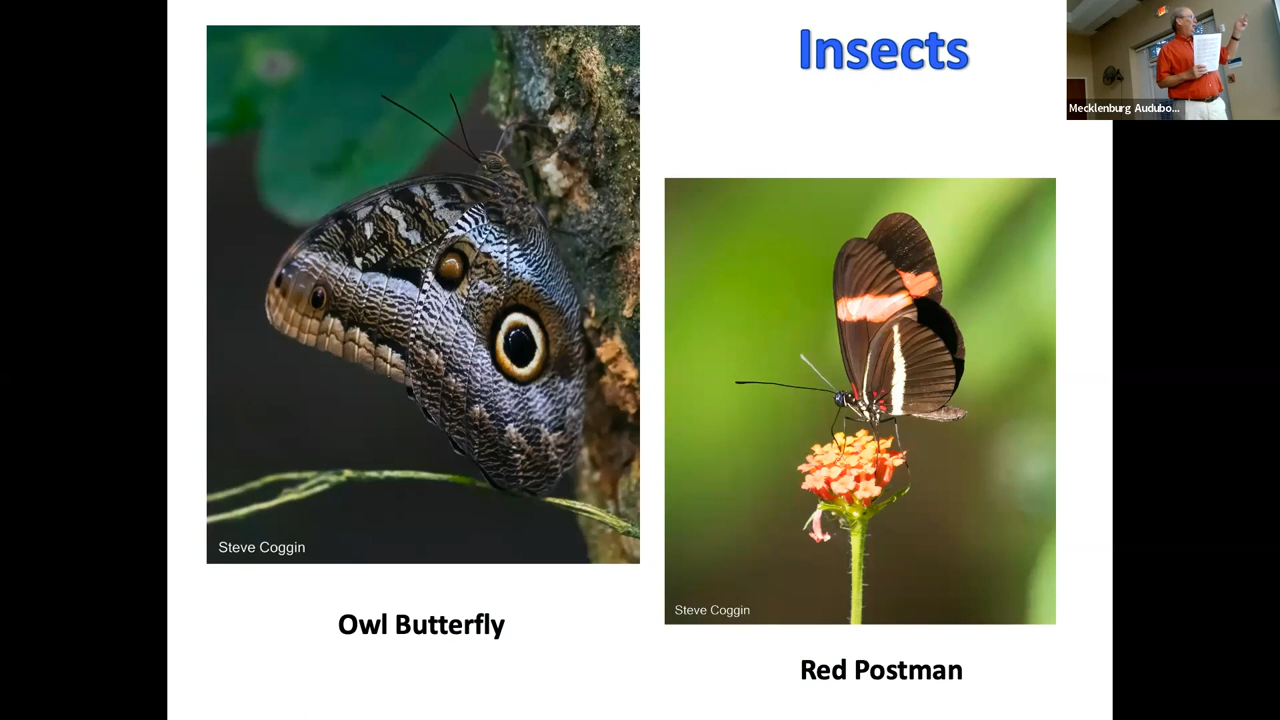 Insects
Mecklenburg Audubo...
Steve Coggin
Steve Coggin
Owl Butterfly
Red Postman